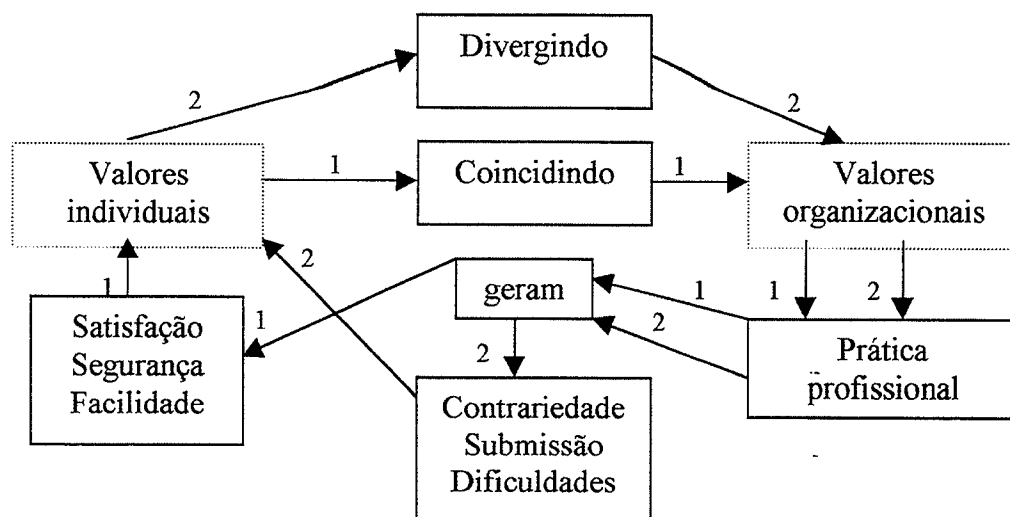 Divergindo
2
2
Valores
individuais
1
Coincidindo
1
Valores
organizacionais
1
2
geram
1
1
2
Satisfação
Segurança
Facilidade
1
2
2
Prática
profissional
Contrariedade
Submissão
Dificuldades